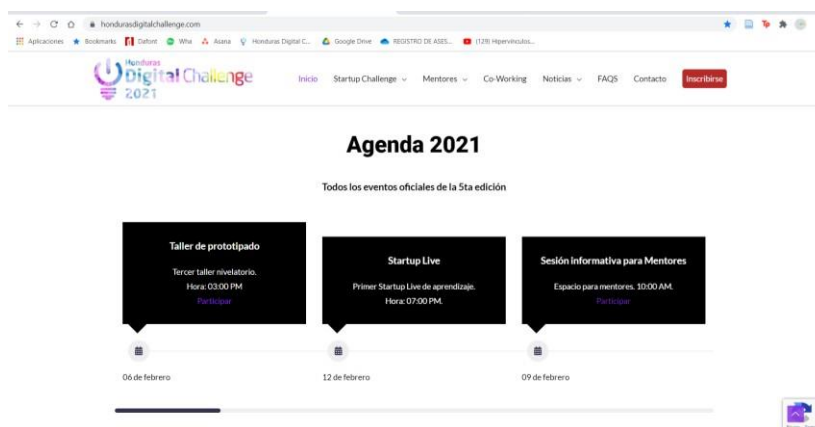 hondurasdigitalchallenge.com
Aplicaciones Bookmarks Dafont Wha Asana Honduras Digital C... Google Drive REGISTRO DE ASES... (129) Hipervínculos...
Honduras
Digital Challenge
2021
Inicio Startup Challenge Mentores Co-Working Noticias FAQS Contacto Inscribirse
Agenda 2021
Todos los eventos oficiales de la 5ta edición
Taller de prototipado
Tercer taller nivelatorio.
Hora: 03:00 PM
Participar
06 de febrero
Startup Live
Primer Startup Live de aprendizaje.
Hora: 07:00 PM.
12 de febrero
Sesión informativa para Mentores
Espacio para mentores. 10:00 AM.
Participar
09 de febrero